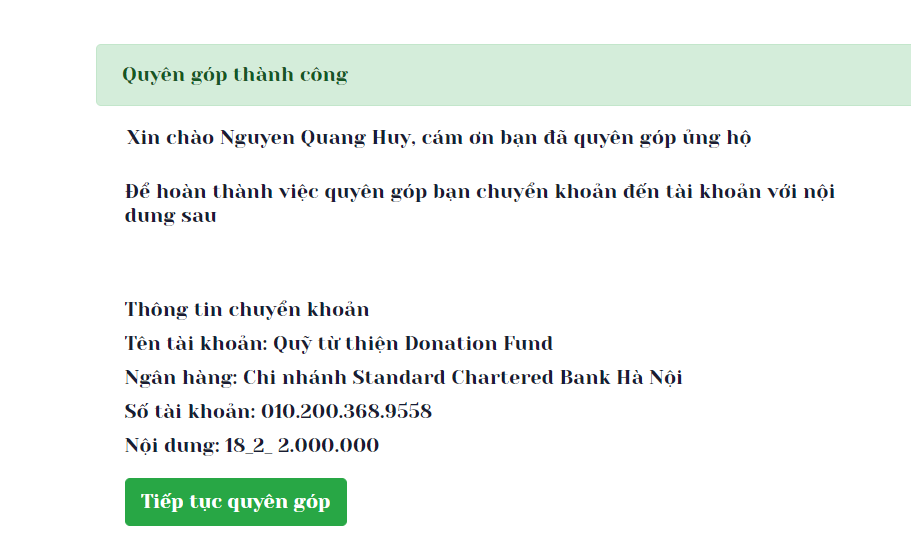 Quyên góp thành công
Xin chào Nguyen Quang Huy, cám ơn bạn đã quyên góp ủng hộ
Để hoàn thành việc quyên góp bạn chuyển khoản đến tài khoản với nội
dung sau
Thông tin chuyển khoản
Tên tài khoản: Quỹ từ thiện Donation Fund
Ngân hàng: Chi nhánh Standard Chartered Bank Hà Nội
Số tài khoản: 010.200.368.9558
Nội dung: 18_2_ 2.000.000
Tiếp tục quyên góp